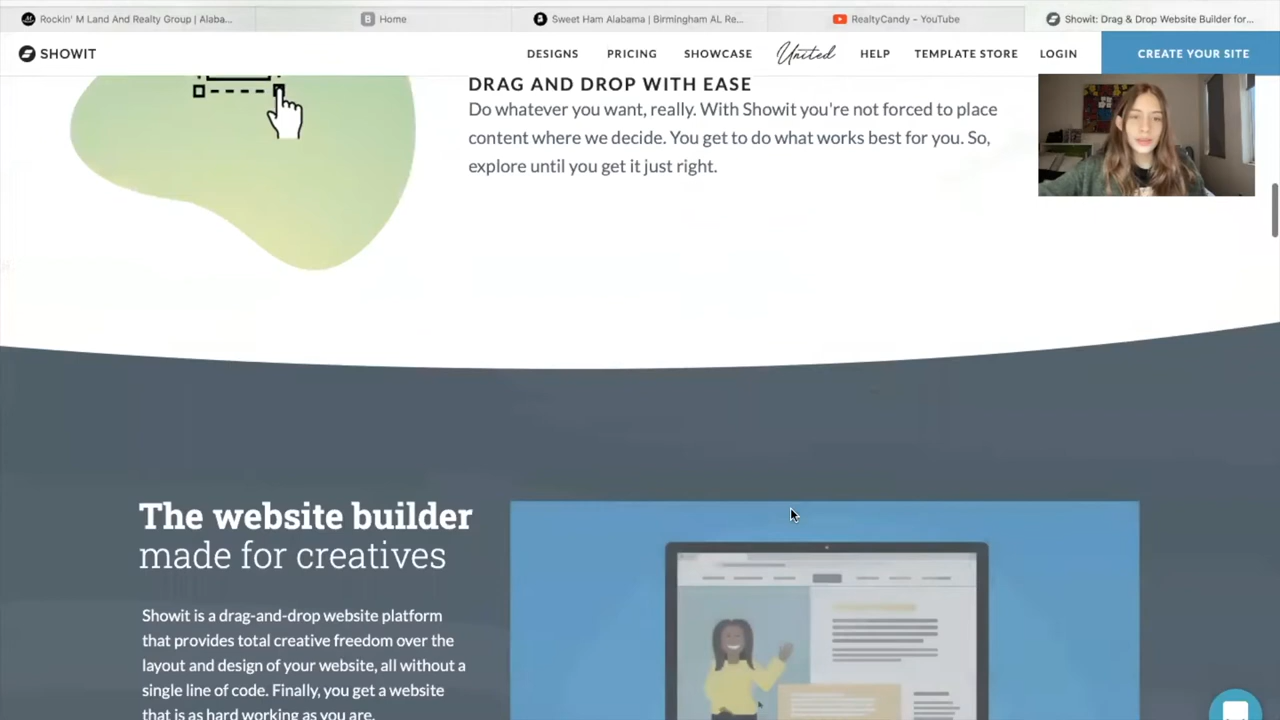 Rockin' M Land And Realty Group | Alaba...
Home
Sweet Ham Alabama | Birmingham AL Re...
RealtyCandy - YouTube
Showit: Drag & Drop Website Builder for...
SHOWIT
DESIGNS
PRICING
SHOWCASE
United
HELP
TEMPLATE STORE
LOGIN
CREATE YOUR SITE
DRAG AND DROP WITH EASE
Do whatever you want, really. With Showit you're not forced to place
content where we decide. You get to do what works best for you. So,
explore until you get it just right.
The website builder
made for creatives
Showit is a drag-and-drop website platform
that provides total creative freedom over the
layout and design of your website, all without a
single line of code. Finally, you get a website
that is as hard working as you are.